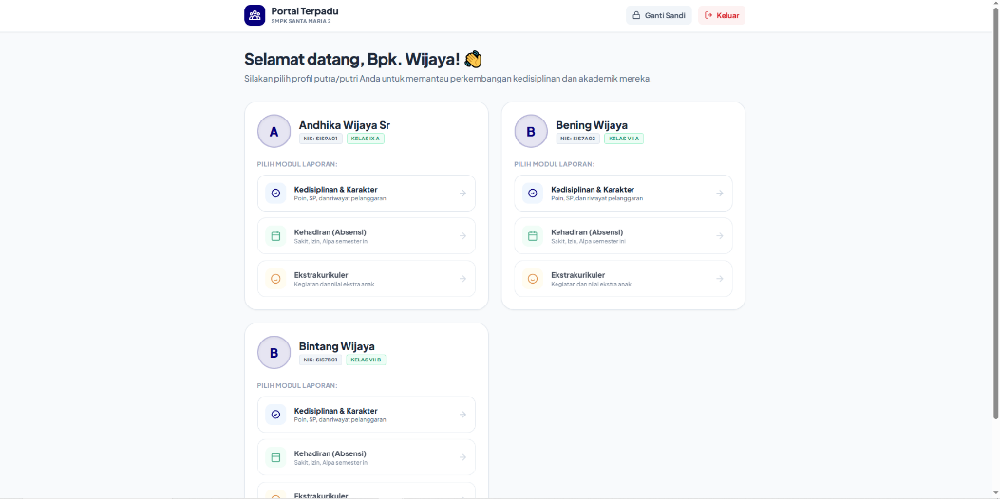 Portal Terpadu
SMPK SANTA MARIA 2
Ganti Sandi
Keluar
Selamat datang, Bpk. Wijaya! 👋
Silakan pilih profil putra/putri Anda untuk memantau perkembangan kedisiplinan dan akademik mereka.
A
Andhika Wijaya Sr
NIS: SIS9A01 KELAS IX A
PILIH MODUL LAPORAN:
Kedisiplinan & Karakter
Poin, SP, dan riwayat pelanggaran
Kehadiran (Absensi)
Sakit, Izin, Alpa semester ini
Ekstrakurikuler
Kegiatan dan nilai ekstra anak
B
Bening Wijaya
NIS: SIS7A02 KELAS VII A
PILIH MODUL LAPORAN:
Kedisiplinan & Karakter
Poin, SP, dan riwayat pelanggaran
Kehadiran (Absensi)
Sakit, Izin, Alpa semester ini
Ekstrakurikuler
Kegiatan dan nilai ekstra anak
B
Bintang Wijaya
NIS: SIS7B01 KELAS VII B
PILIH MODUL LAPORAN:
Kedisiplinan & Karakter
Poin, SP, dan riwayat pelanggaran
Kehadiran (Absensi)
Sakit, Izin, Alpa semester ini
Ekstrakurikuler